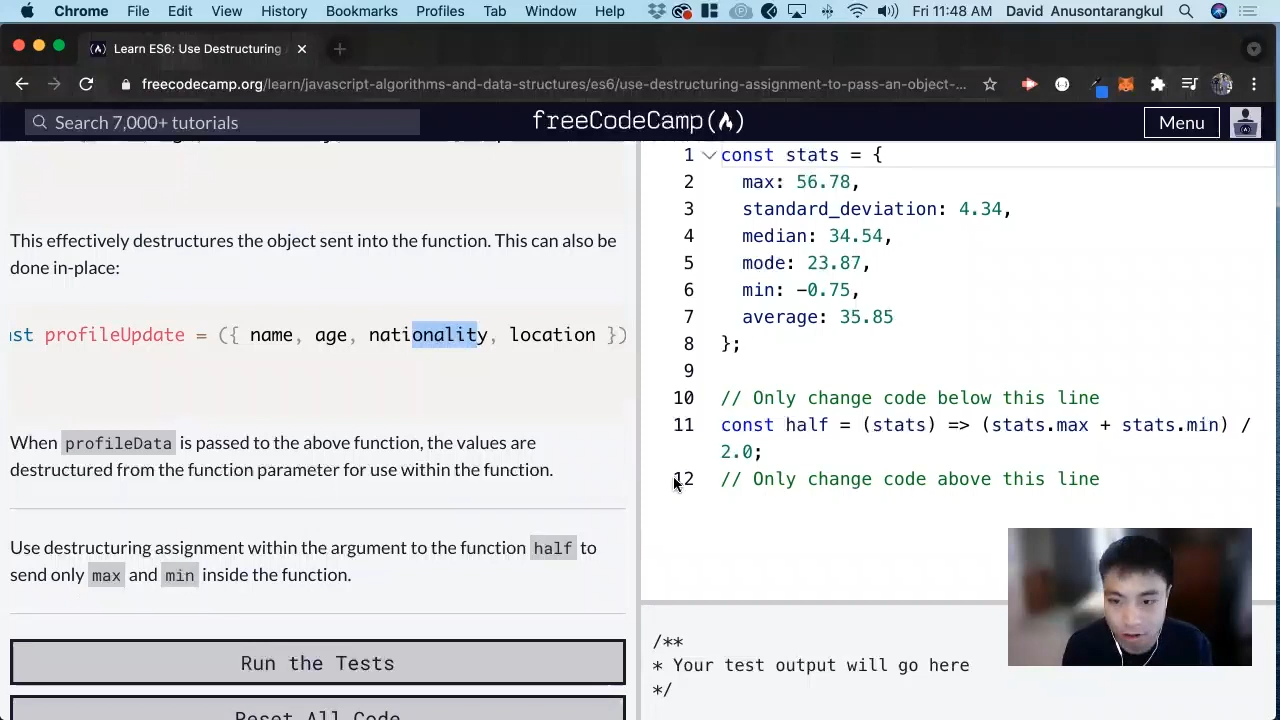 Chrome File Edit View History Bookmarks Profiles Tab Window Help Fri 11:48 AM David Anusontarangkul
Learn ES6: Use Destructuring
freecodecamp.org/learn/javascript-algorithms-and-data-structures/es6/use-destructuring-assignment-to-pass-an-object-...
Search 7,000+ tutorials
freeCodeCamp
Menu
This effectively destructures the object sent into the function. This can also be
done in-place:
st profileUpdate = ({ name, age, nationality, location })
When profileData is passed to the above function, the values are
destructured from the function parameter for use within the function.
Use destructuring assignment within the argument to the function half to
send only max and min inside the function.
Run the Tests
Reset All Code
1 const stats = {
2 max: 56.78,
3 standard_deviation: 4.34,
4 median: 34.54,
5 mode: 23.87,
6 min: -0.75,
7 average: 35.85
8 };
9
10 // Only change code below this line
11 const half = (stats) => (stats.max + stats.min) /
2.0;
12 // Only change code above this line
/**
* Your test output will go here
*/